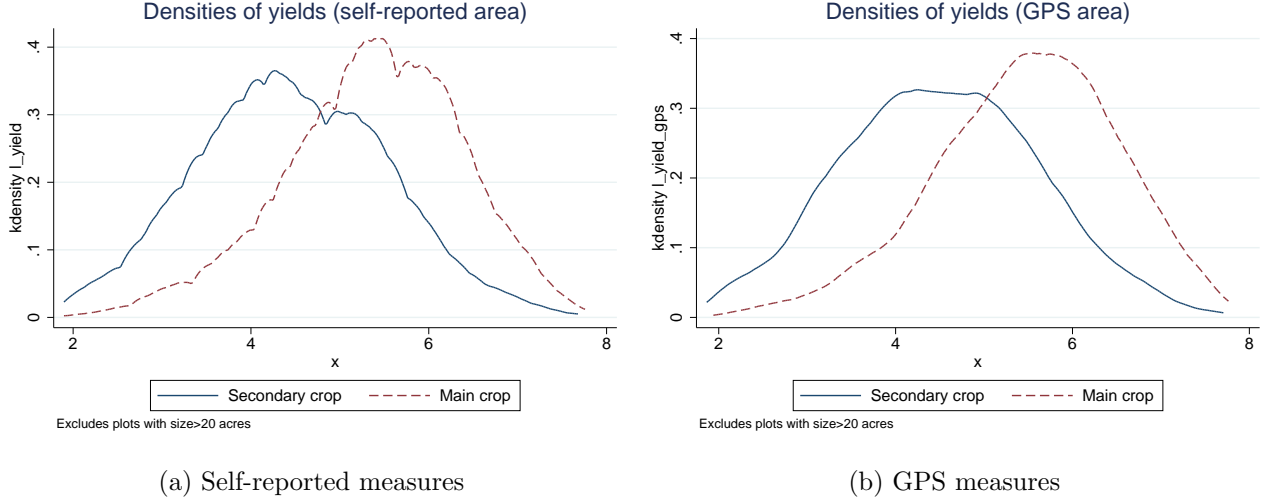 Densities of yields (self-reported area)
kdensity l_yield
0 .1 .2 .3 .4
2 4 6 8
x
Secondary crop Main crop
Excludes plots with size>20 acres
(a) Self-reported measures
Densities of yields (GPS area)
kdensity l_yield_gps
0 .1 .2 .3 .4
2 4 6 8
x
Secondary crop Main crop
Excludes plots with size>20 acres
(b) GPS measures